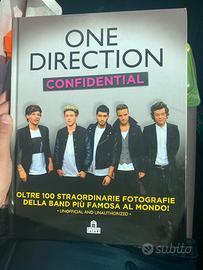 ONE
DIRECTION
CONFIDENTIAL
OLTRE 100 STRAORDINARIE FOTOGRAFIE
DELLA BAND PIÙ FAMOSA AL MONDO!
• UNOFFICIAL AND UNAUTHORIZED •
subito